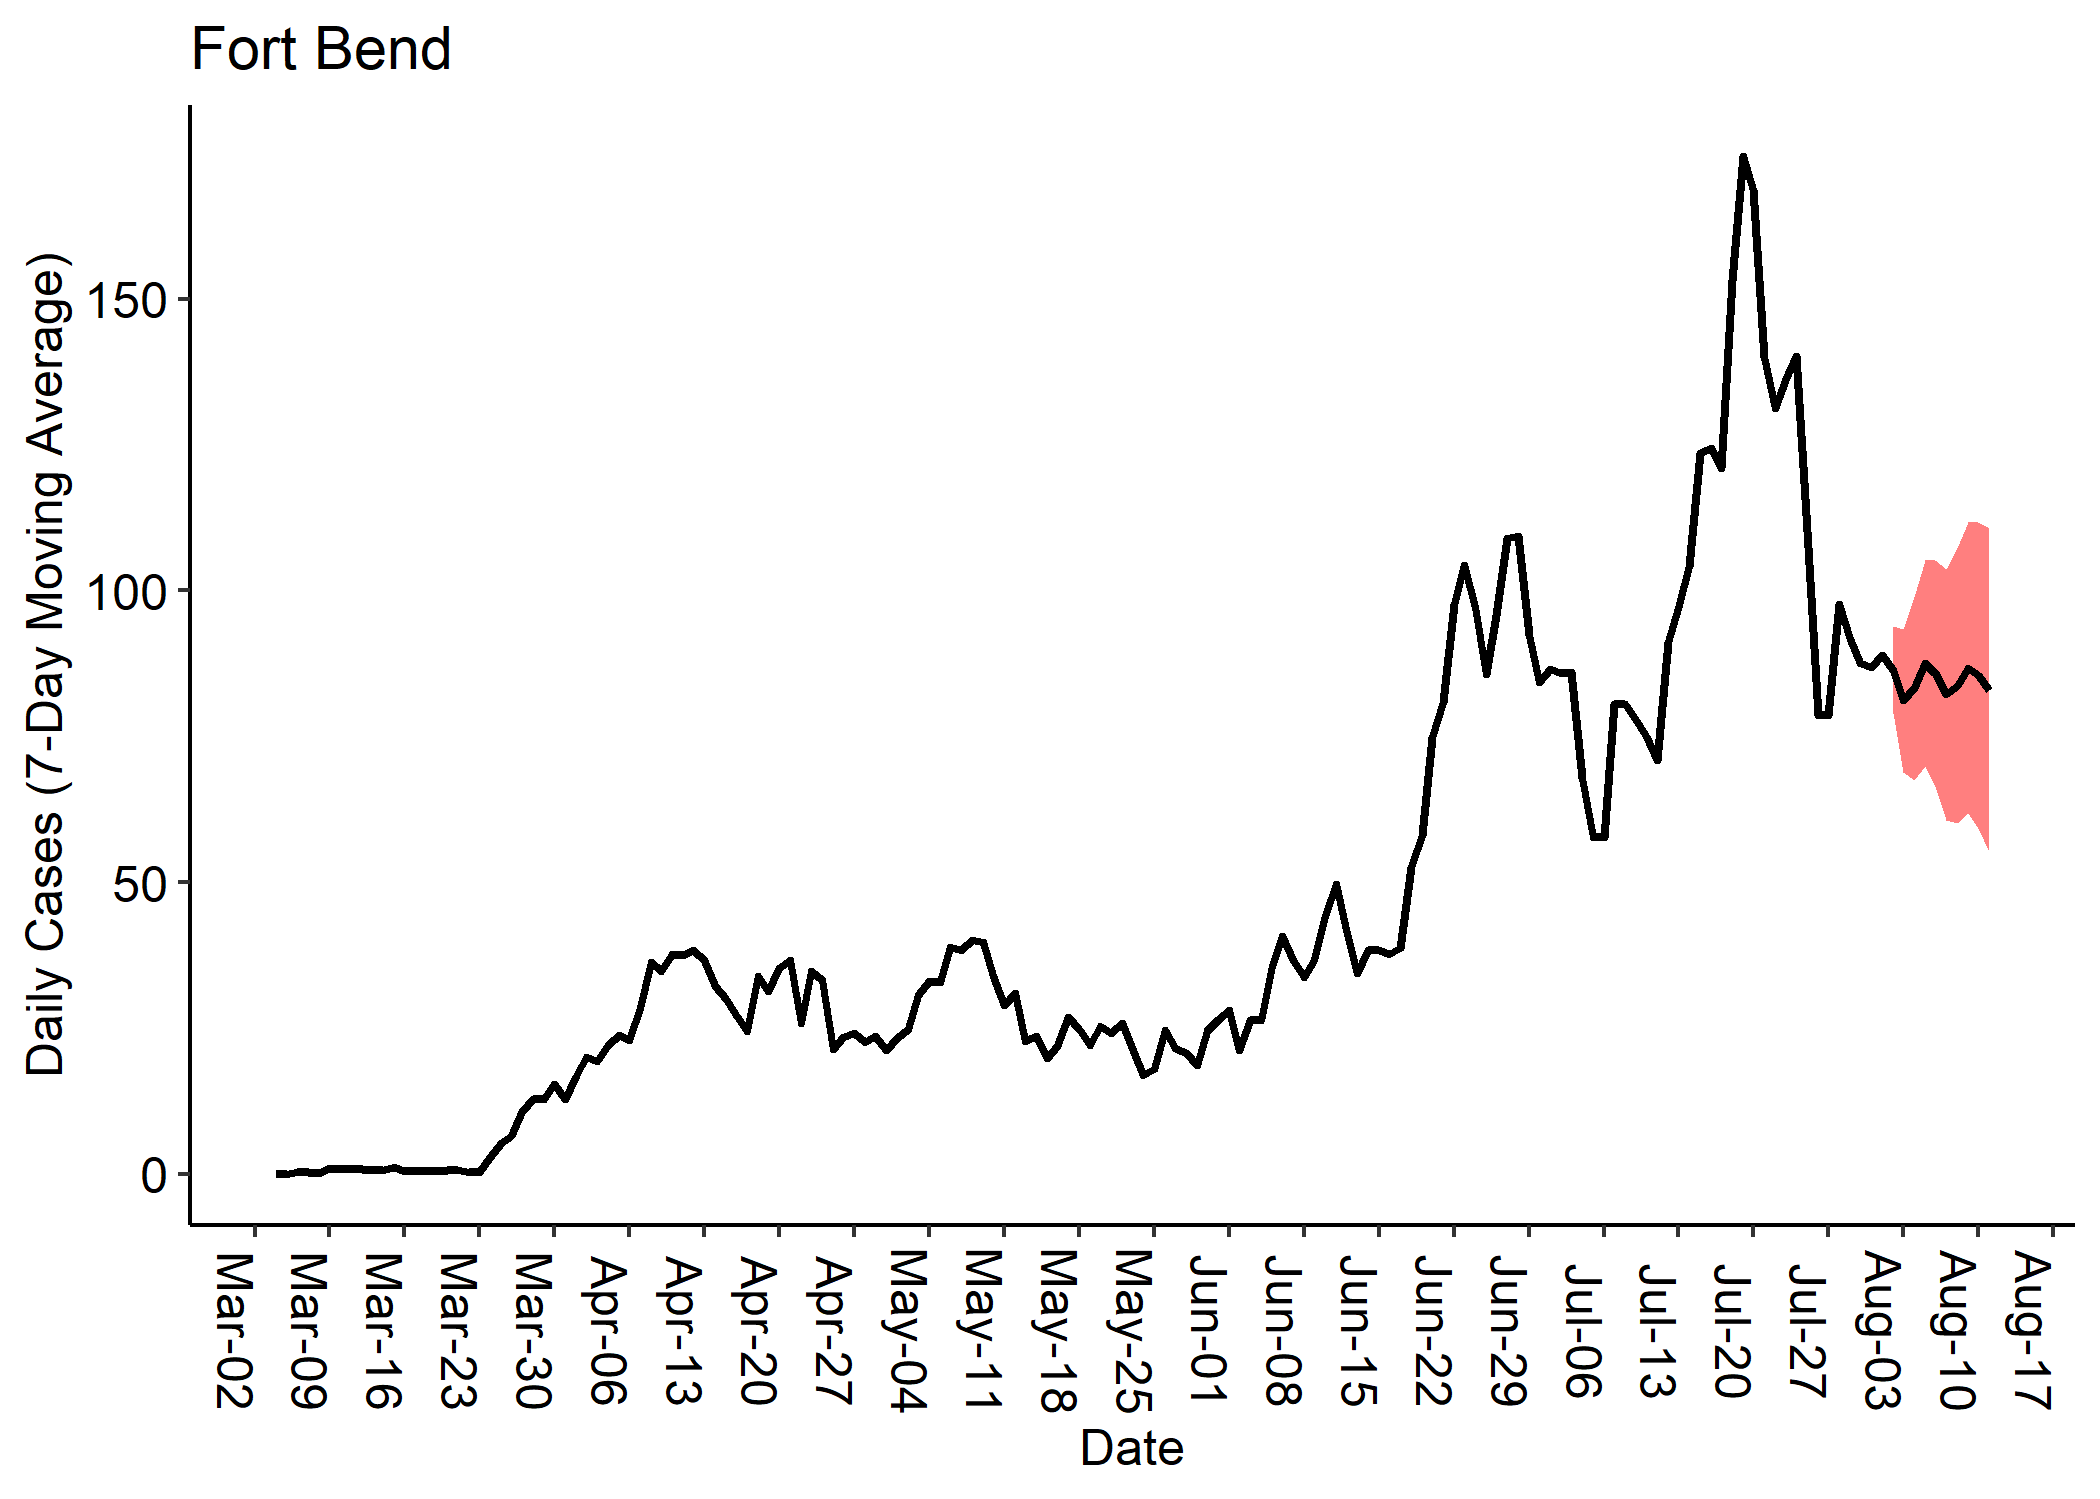 Fort Bend
Daily Cases (7-Day Moving Average)
150
100
50
0
Mar-02
Mar-09
Mar-16
Mar-23
Mar-30
Apr-06
Apr-13
Apr-20
Apr-27
May-04
May-11
May-18
May-25
Jun-01
Jun-08
Jun-15
Jun-22
Jun-29
Jul-06
Jul-13
Jul-20
Jul-27
Aug-03
Aug-10
Aug-17
Date